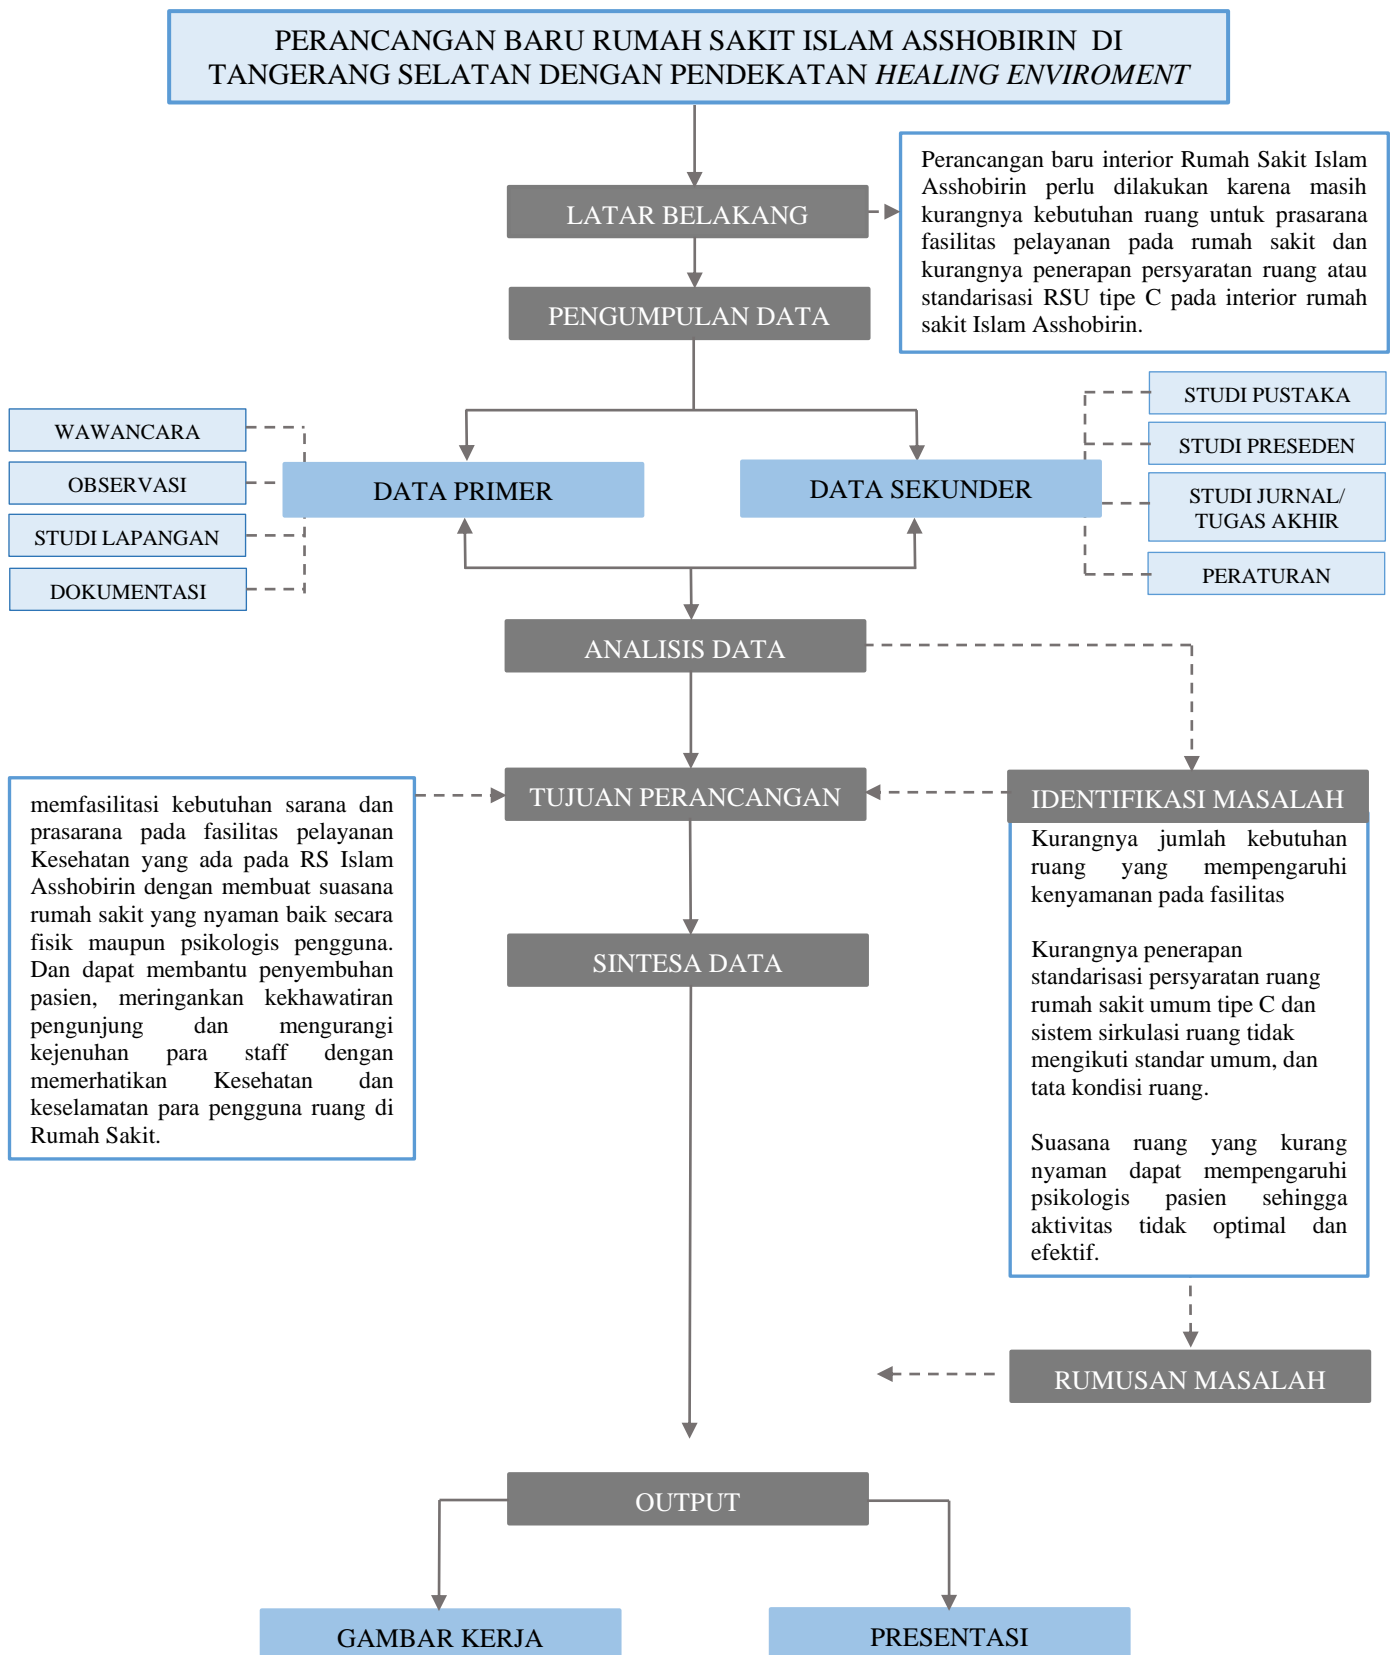 PERANCANGAN BARU RUMAH SAKIT ISLAM ASSHOBIRIN DI
TANGERANG SELATAN DENGAN PENDEKATAN HEALING ENVIROMENT
LATAR BELAKANG
Perancangan baru interior Rumah Sakit Islam
Asshobirin perlu dilakukan karena masih
kurangnya kebutuhan ruang untuk prasarana
fasilitas pelayanan pada rumah sakit dan
kurangnya penerapan persyaratan ruang atau
standarisasi RSU tipe C pada interior rumah
sakit Islam Asshobirin.
PENGUMPULAN DATA
WAWANCARA
OBSERVASI
STUDI LAPANGAN
DOKUMENTASI
DATA PRIMER
DATA SEKUNDER
STUDI PUSTAKA
STUDI PRESEDEN
STUDI JURNAL/
TUGAS AKHIR
PERATURAN
ANALISIS DATA
memfasilitasi kebutuhan sarana dan
prasarana pada fasilitas pelayanan
Kesehatan yang ada pada RS Islam
Asshobirin dengan membuat suasana
rumah sakit yang nyaman baik secara
fisik maupun psikologis pengguna.
Dan dapat membantu penyembuhan
pasien, meringankan kekhawatiran
pengunjung dan mengurangi
kejenuhan para staff dengan
memerhatikan Kesehatan dan
keselamatan para pengguna ruang di
Rumah Sakit.
TUJUAN PERANCANGAN
IDENTIFIKASI MASALAH
Kurangnya jumlah kebutuhan
ruang yang mempengaruhi
kenyamanan pada fasilitas
Kurangnya penerapan
standarisasi persyaratan ruang
rumah sakit umum tipe C dan
sistem sirkulasi ruang tidak
mengikuti standar umum, dan
tata kondisi ruang.
Suasana ruang yang kurang
nyaman dapat mempengaruhi
psikologis pasien sehingga
aktivitas tidak optimal dan
efektif.
SINTESA DATA
RUMUSAN MASALAH
OUTPUT
GAMBAR KERJA
PRESENTASI